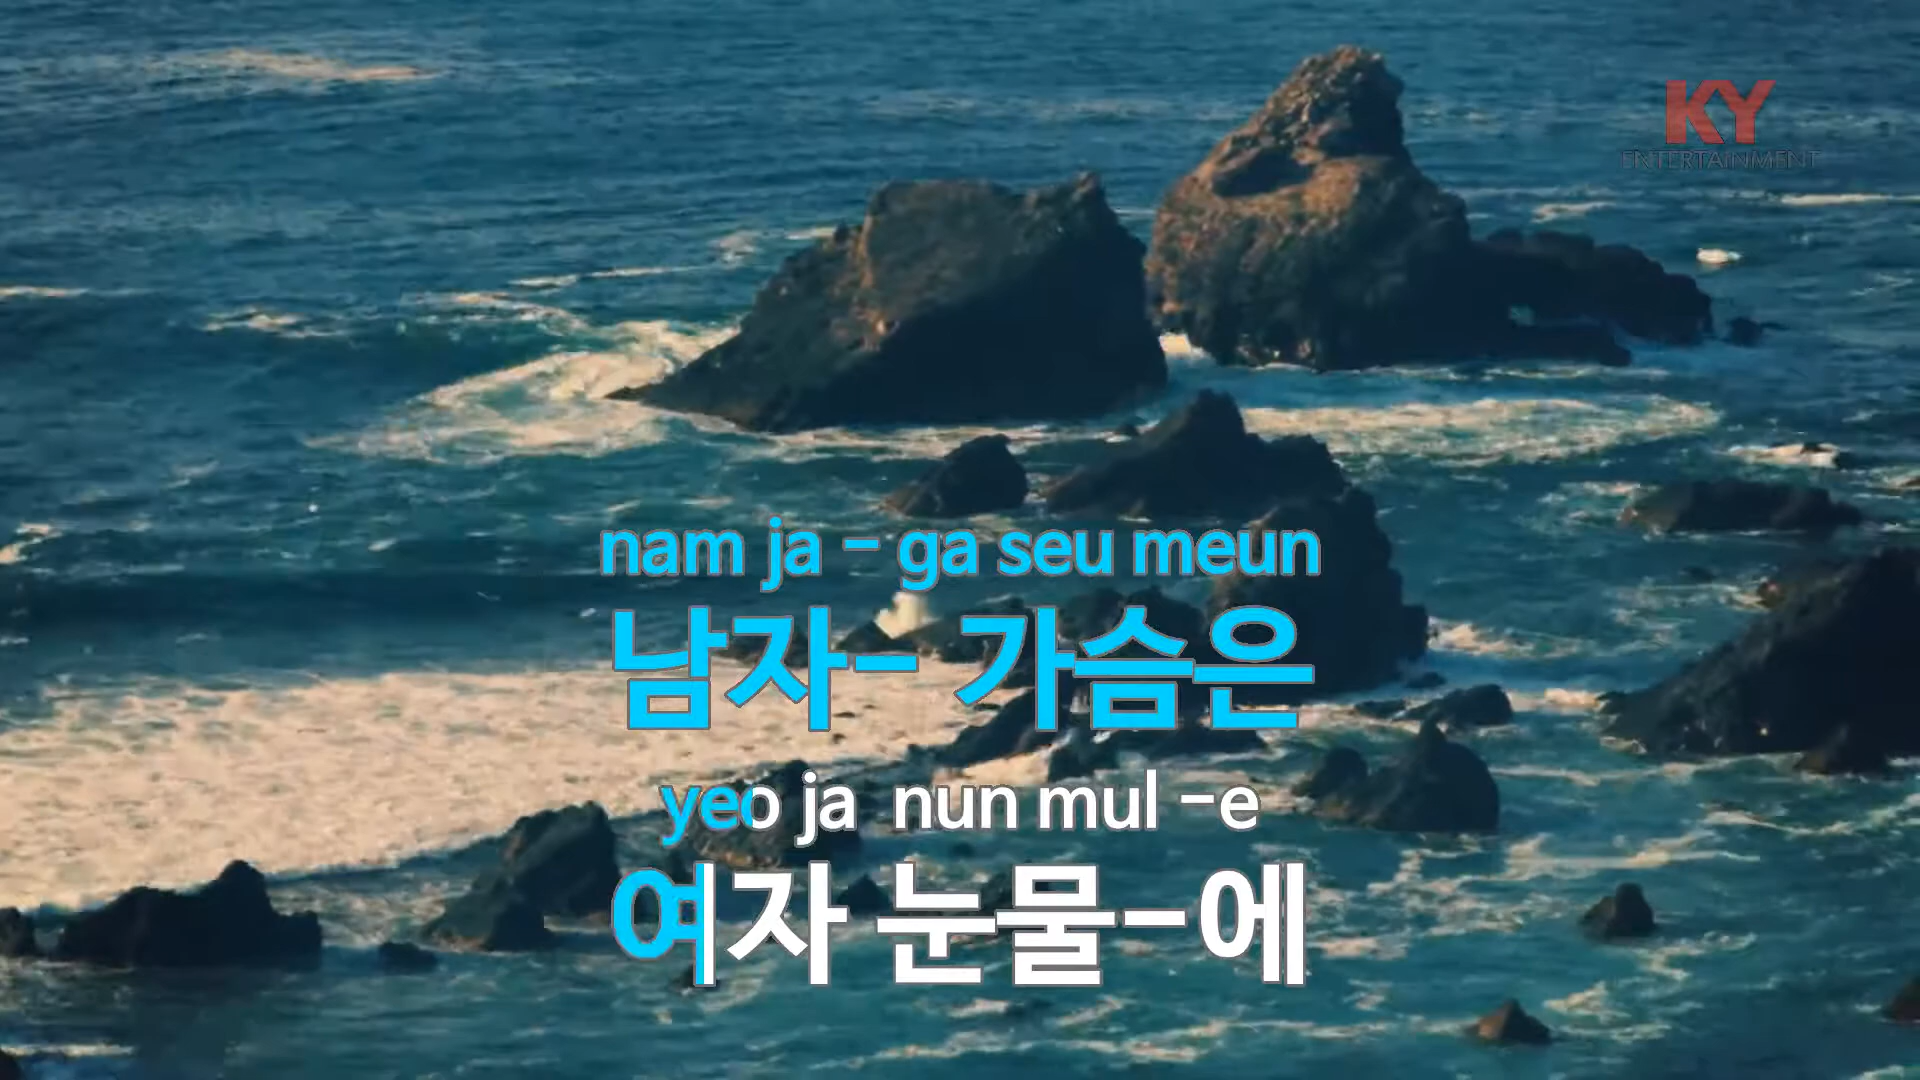 KY
ENTERTAINMENT
nam ja - ga seu meun
남자- 가슴은
yeo ja nun mul -e
여자 눈물-에